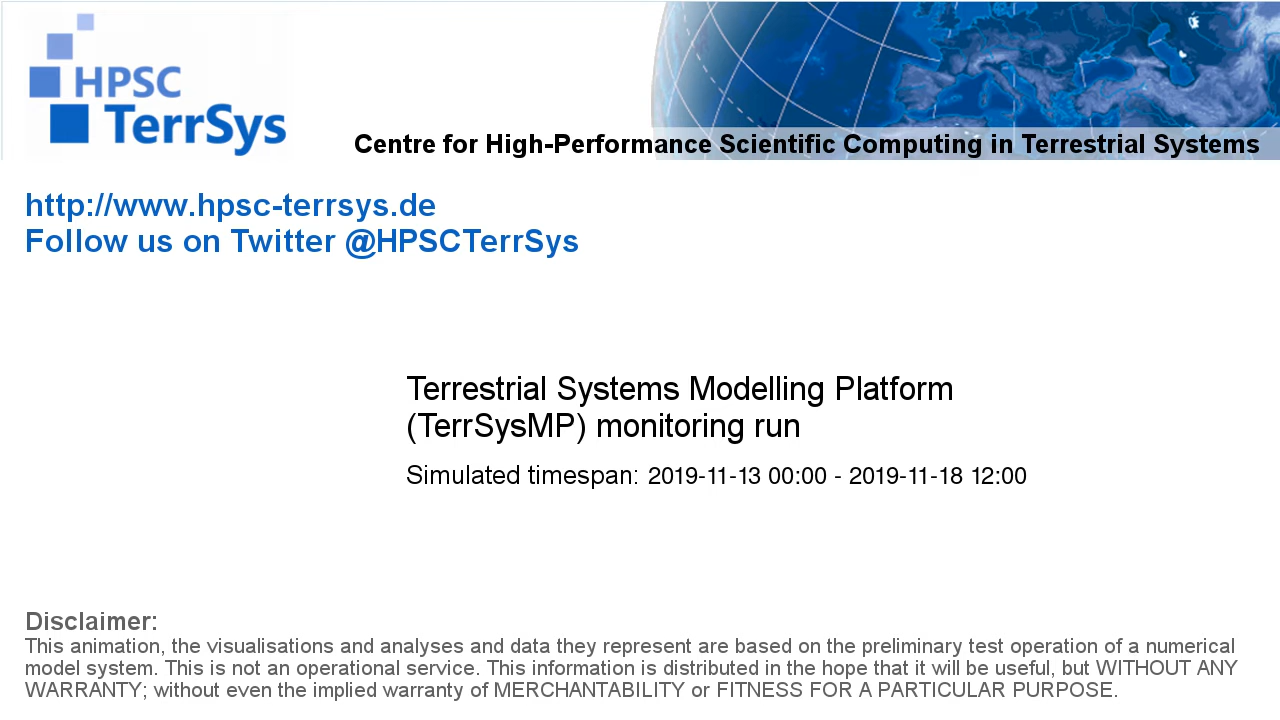 HPSC
TerrSys
Centre for High-Performance Scientific Computing in Terrestrial Systems
http://www.hpsc-terrsys.de
Follow us on Twitter @HPSCTerrSys
Terrestrial Systems Modelling Platform
(TerrSysMP) monitoring run
Simulated timespan: 2019-11-13 00:00 - 2019-11-18 12:00
Disclaimer:
This animation, the visualisations and analyses and data they represent are based on the preliminary test operation of a numerical
model system. This is not an operational service. This information is distributed in the hope that it will be useful, but WITHOUT ANY
WARRANTY; without even the implied warranty of MERCHANTABILITY or FITNESS FOR A PARTICULAR PURPOSE.